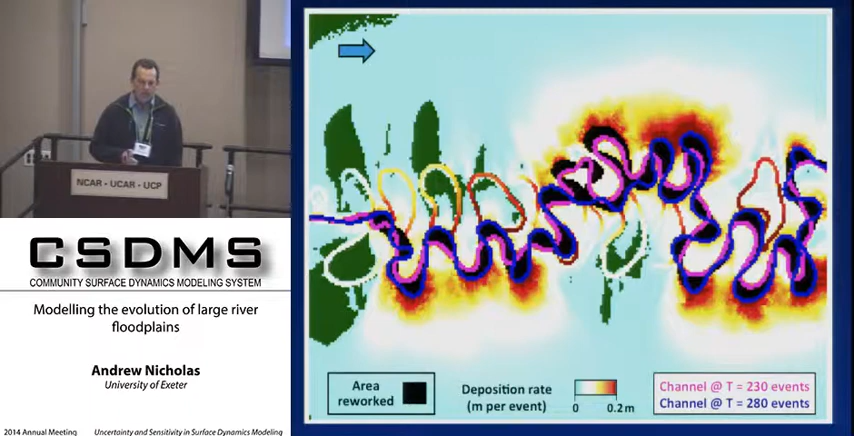 NCAR - UCAR - UCP
CSDMS
COMMUNITY SURFACE DYNAMICS MODELING SYSTEM
Modelling the evolution of large river
floodplains
Andrew Nicholas
University of Exeter
2014 Annual Meeting
Uncertainty and Sensitivity in Surface Dynamics Modeling
Area
reworked
Deposition rate
(m per event)
0
0.2m
Channel @ T = 230 events
Channel @ T = 280 events